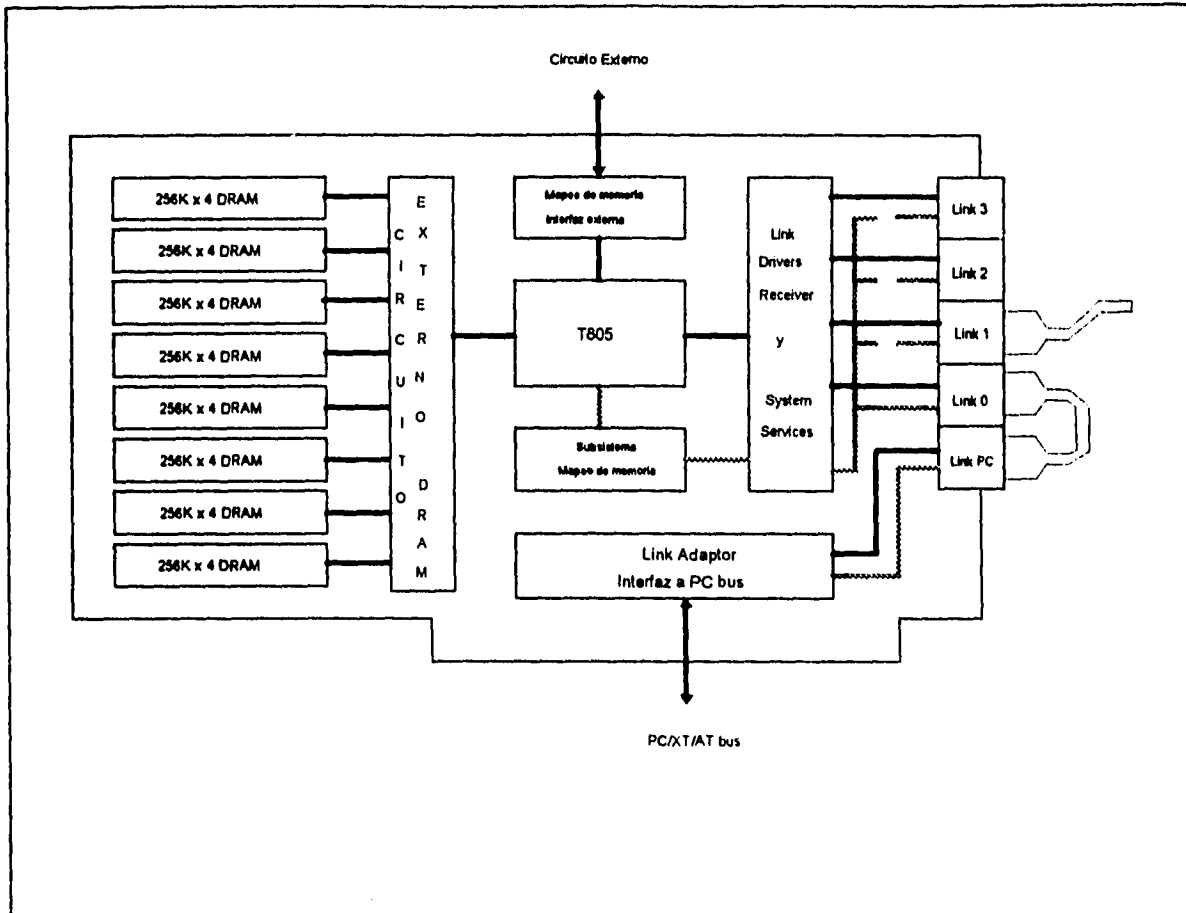 Circuito Externo
256K x 4 DRAM
256K x 4 DRAM
256K x 4 DRAM
256K x 4 DRAM
256K x 4 DRAM
256K x 4 DRAM
256K x 4 DRAM
256K x 4 DRAM
CIRCUITO
EXTERNO DRAM
Mapeo de memoria
Interfaz externa
T805
Subsistema
Mapeo de memoria
Link
Drivers
Receiver
y
System
Services
Link 3
Link 2
Link 1
Link 0
Link PC
Link Adaptor
Interfaz a PC bus
PC/XT/AT bus